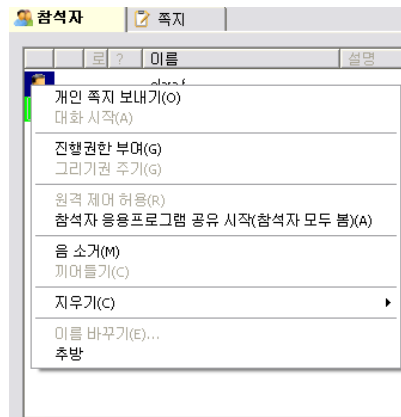 참석자 쪽지
로 ? 이름 설명
개인 쪽지 보내기(O)
대화 시작(A)
진행권한 부여(G)
그리기권 주기(G)
원격 제어 허용(R)
참석자 응용프로그램 공유 시작(참석자 모두 봄)(A)
음 소거(M)
끼어들기(C)
지우기(C)
이름 바꾸기(E)...
추방